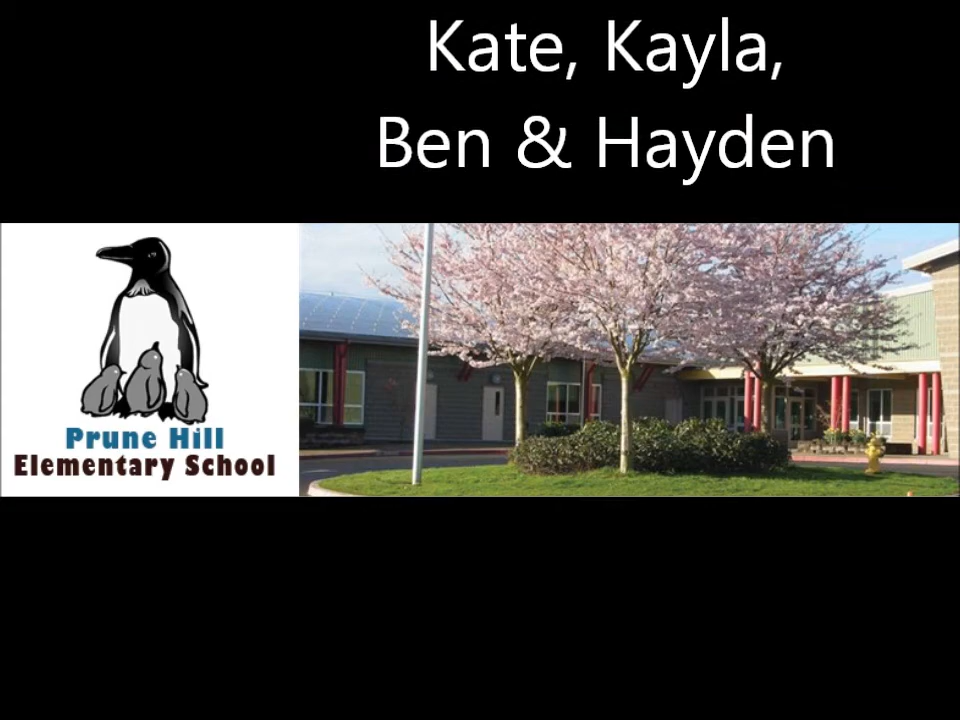 Kate, Kayla,
Ben & Hayden
Prune Hill
Elementary School